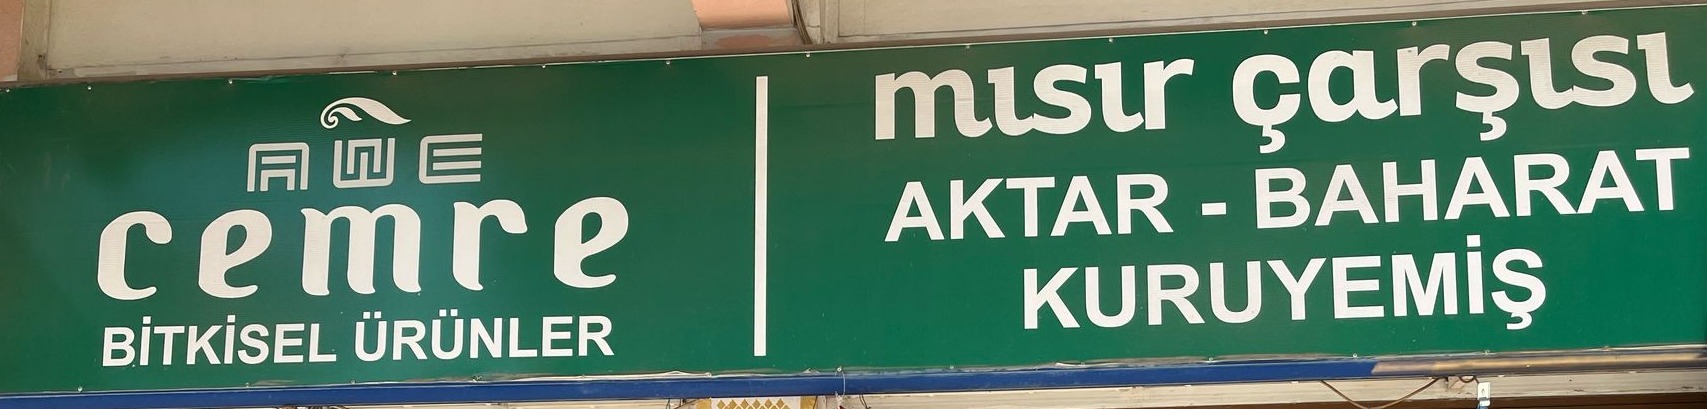 AWE
cemre
BİTKİSEL ÜRÜNLER
mısır çarşısı
AKTAR - BAHARAT
KURUYEMİŞ